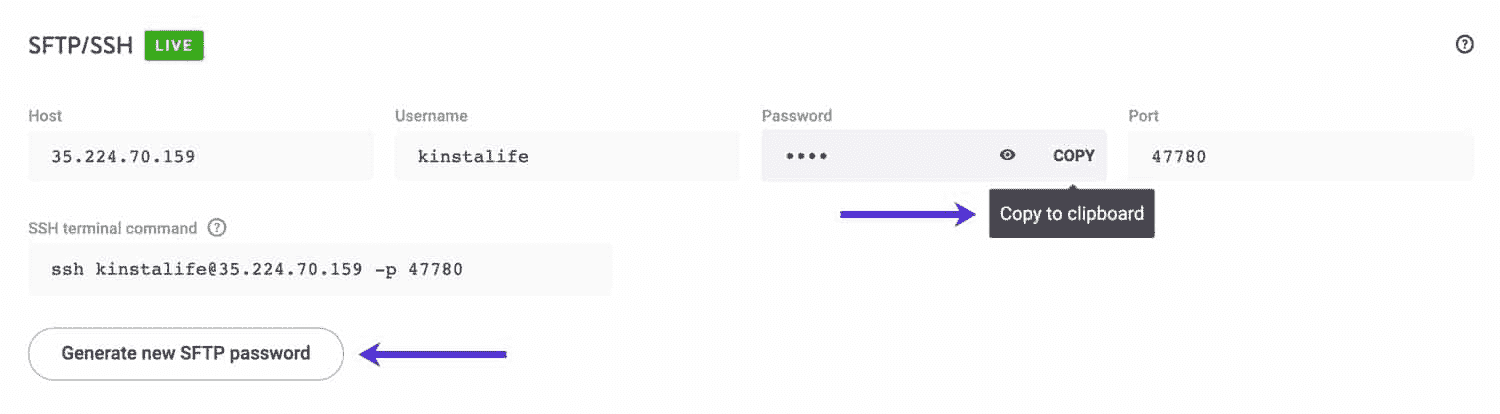 SFTP/SSH LIVE ?
Host Username Password Port
35.224.70.159 kinstalife •••• COPY 47780
Copy to clipboard
SSH terminal command ?
ssh kinstalife@35.224.70.159 -p 47780
Generate new SFTP password